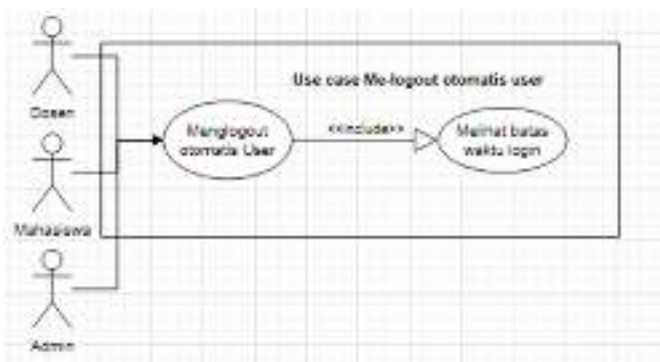 Use case Me-logout otomatis user
Dosen
Menglogout
otomatis User
<<include>>
Melihat batas
waktu login
Mahasiswa
Admin